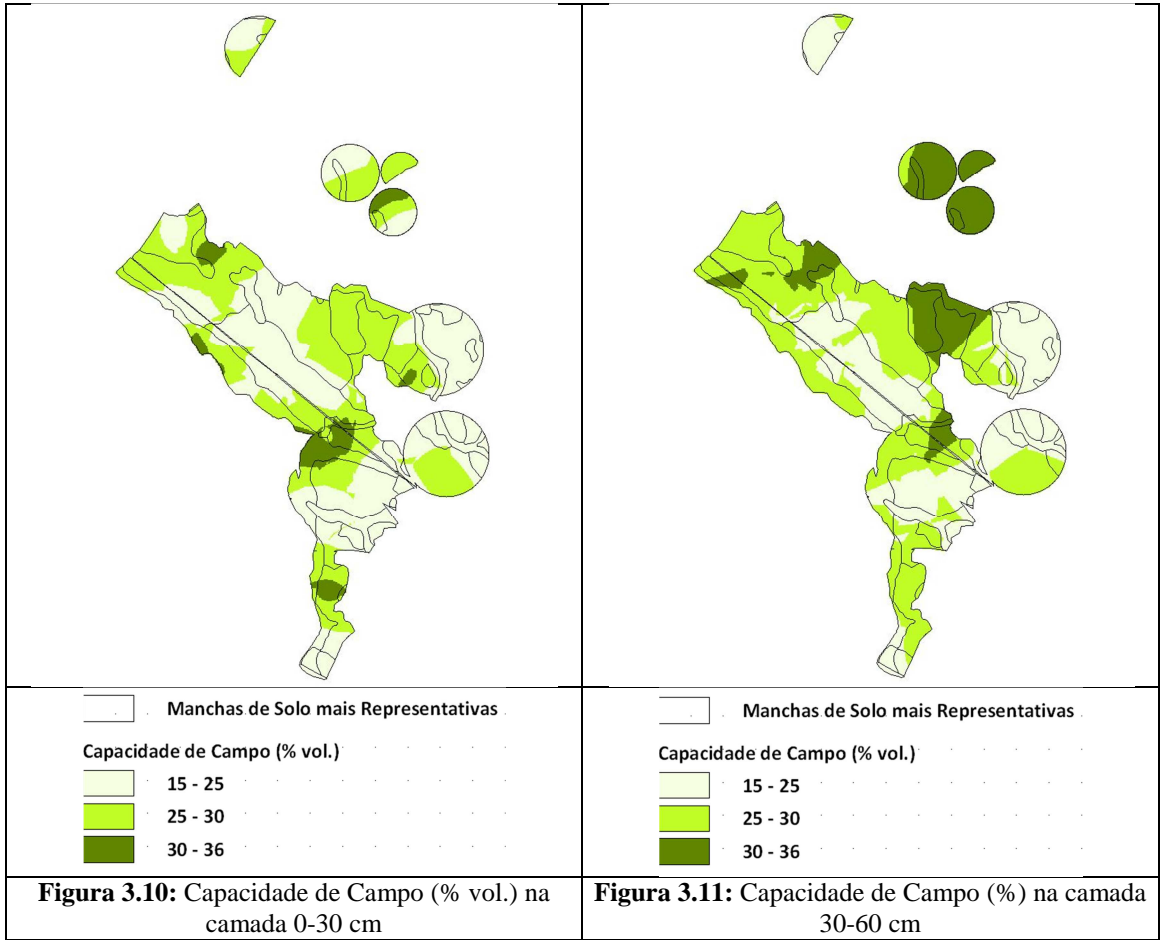 Manchas de Solo mais Representativas
Capacidade de Campo (% vol.)
15 - 25
25 - 30
30 - 36
Figura 3.10: Capacidade de Campo (% vol.) na
camada 0-30 cm
Manchas de Solo mais Representativas
Capacidade de Campo (% vol.)
15 - 25
25 - 30
30 - 36
Figura 3.11: Capacidade de Campo (%) na camada
30-60 cm